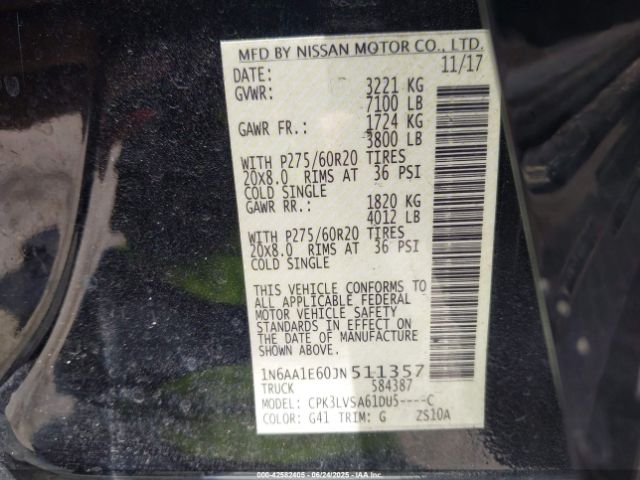 MFD BY NISSAN MOTOR CO., LTD.
DATE: 11/17
GVWR: 3221 KG
7100 LB
GAWR FR.: 1724 KG
3800 LB
WITH P275/60R20 TIRES
20X8.0 RIMS AT 36 PSI
COLD SINGLE
GAWR RR.: 1820 KG
4012 LB
WITH P275/60R20 TIRES
20X8.0 RIMS AT 36 PSI
COLD SINGLE
THIS VEHICLE CONFORMS TO
ALL APPLICABLE FEDERAL
MOTOR VEHICLE SAFETY
STANDARDS IN EFFECT ON
THE DATE OF MANUFACTURE
SHOWN ABOVE.
1N6AA1E60JN511357
TRUCK 584387
MODEL: CPK3LVSA61DU5----C
COLOR: G41 TRIM: G ZS10A
000-42582405 - 06/24/2025 - IAAI.COM